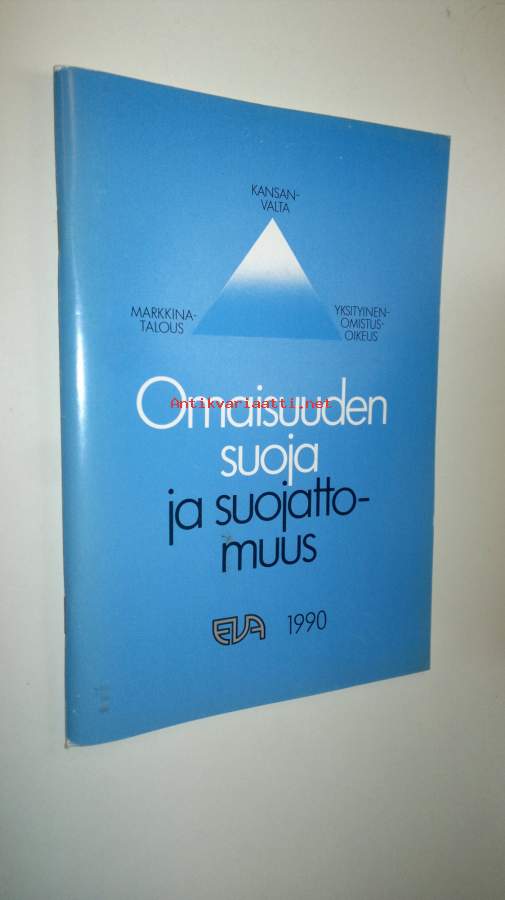 KANSAN-
VALTA
MARKKINA-
TALOUS
YKSITYINEN-
OMISTUS-
OIKEUS
Omaisuuden
Antikvariaatti.net
suoja
ja suojatto-
muus
EVA 1990